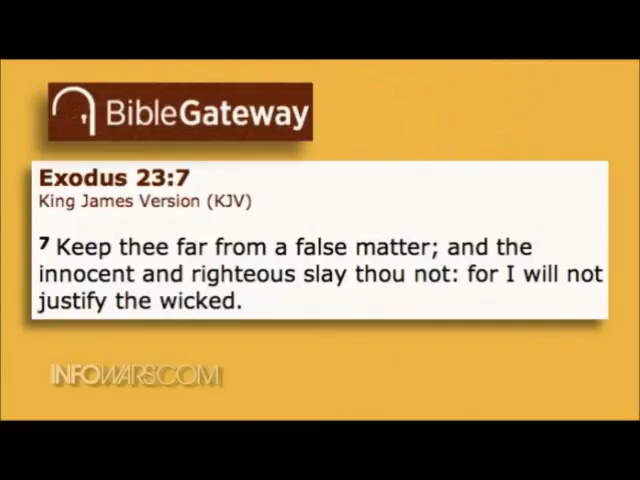 BibleGateway
Exodus 23:7
King James Version (KJV)
7 Keep thee far from a false matter; and the
innocent and righteous slay thou not: for I will not
justify the wicked.
INFOWARS.COM